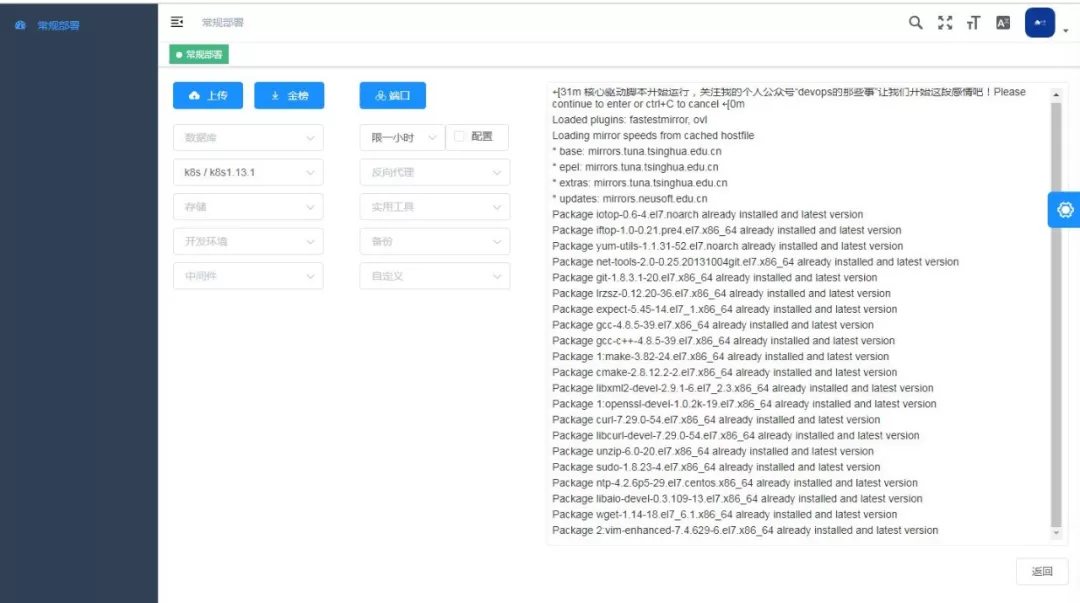 常规部署
常规部署
常规部署
上传
金榜
端口
数据库
限一小时
配置
k8s / k8s1.13.1
反向代理
存储
实用工具
开发环境
备份
中间件
自定义
+[31m 核心驱动脚本开始运行，关注我的个人公众号“devops的那些事”让我们开始这段感情吧！Please
continue to enter or ctrl+C to cancel +[0m
Loaded plugins: fastestmirror, ovl
Loading mirror speeds from cached hostfile
* base: mirrors.tuna.tsinghua.edu.cn
* epel: mirrors.tuna.tsinghua.edu.cn
* extras: mirrors.tuna.tsinghua.edu.cn
* updates: mirrors.neusoft.edu.cn
Package iotop-0.6-4.el7.noarch already installed and latest version
Package iftop-1.0-0.21.pre4.el7.x86_64 already installed and latest version
Package yum-utils-1.1.31-52.el7.noarch already installed and latest version
Package net-tools-2.0-0.25.20131004git.el7.x86_64 already installed and latest version
Package git-1.8.3.1-20.el7.x86_64 already installed and latest version
Package lrzsz-0.12.20-36.el7.x86_64 already installed and latest version
Package expect-5.45-14.el7_1.x86_64 already installed and latest version
Package gcc-4.8.5-39.el7.x86_64 already installed and latest version
Package gcc-c++-4.8.5-39.el7.x86_64 already installed and latest version
Package 1:make-3.82-24.el7.x86_64 already installed and latest version
Package cmake-2.8.12.2-2.el7.x86_64 already installed and latest version
Package libxml2-devel-2.9.1-6.el7_2.3.x86_64 already installed and latest version
Package 1:openssl-devel-1.0.2k-19.el7.x86_64 already installed and latest version
Package curl-7.29.0-54.el7.x86_64 already installed and latest version
Package libcurl-devel-7.29.0-54.el7.x86_64 already installed and latest version
Package unzip-6.0-20.el7.x86_64 already installed and latest version
Package sudo-1.8.23-4.el7.x86_64 already installed and latest version
Package ntp-4.2.6p5-29.el7.centos.x86_64 already installed and latest version
Package libaio-devel-0.3.109-13.el7.x86_64 already installed and latest version
Package wget-1.14-18.el7_6.1.x86_64 already installed and latest version
Package 2:vim-enhanced-7.4.629-6.el7.x86_64 already installed and latest version
返回